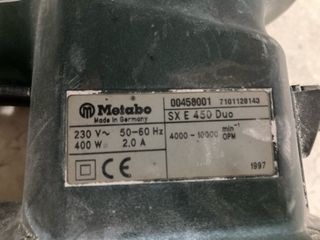 Metabo
Made in Germany
00458001 7101128143
SX E 450 Duo
230 V~ 50-60 Hz
400 W 2,0 A
4000 - 10000 min⁻¹
OPM
CE
1997